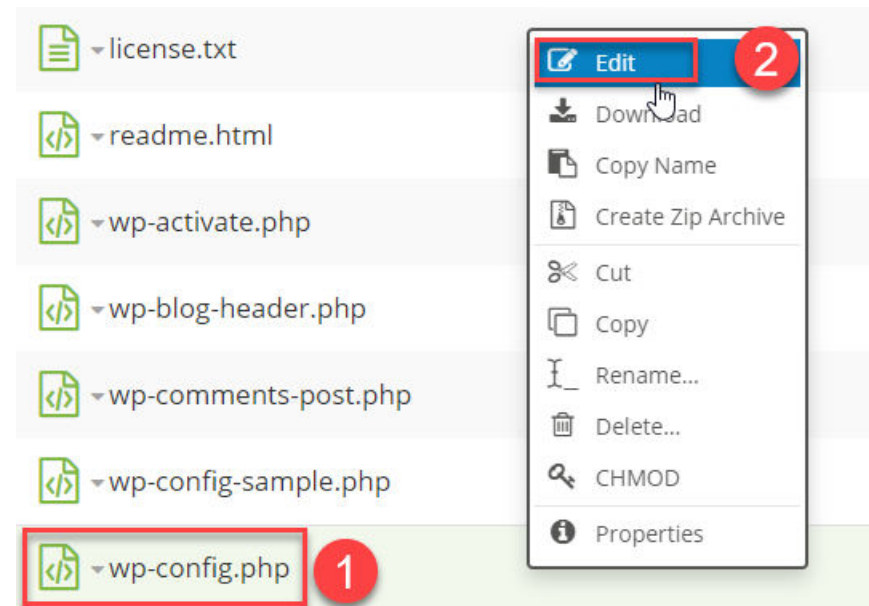 license.txt
readme.html
wp-activate.php
wp-blog-header.php
wp-comments-post.php
wp-config-sample.php
wp-config.php
1
Edit
2
Download
Copy Name
Create Zip Archive
Cut
Copy
Rename...
Delete...
CHMOD
Properties